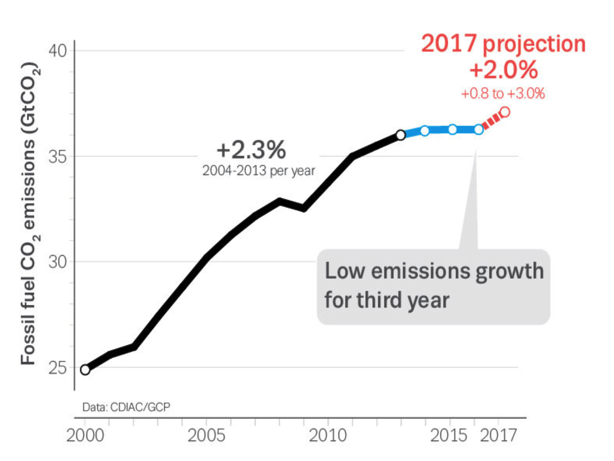 40
35
30
25
Fossil fuel CO₂ emissions (GtCO₂)
2017 projection
+2.0%
+0.8 to +3.0%
+2.3%
2004-2013 per year
Low emissions growth
for third year
Data: CDIAC/GCP
2000 2005 2010 2015 2017